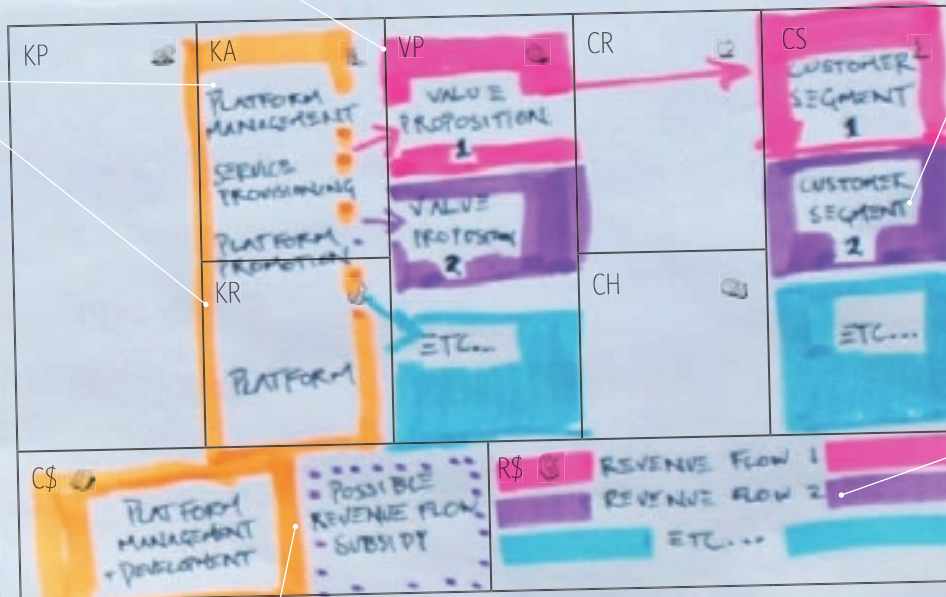 KP
KA
VP
CR
CS
PLATFORM
MANAGEMENT
SERVICE
PROVISIONING
PLATFORM
PROMOTION
VALUE
PROPOSITION
1
VALUE
PROPOSITION
2
ETC...
CUSTOMER
SEGMENT
1
CUSTOMER
SEGMENT
2
ETC...
KR
PLATFORM
CH
C$
PLATFORM
MANAGEMENT
+ DEVELOPMENT
POSSIBLE
REVENUE FLOW
SUBSIDY
R$
REVENUE FLOW 1
REVENUE FLOW 2
ETC....